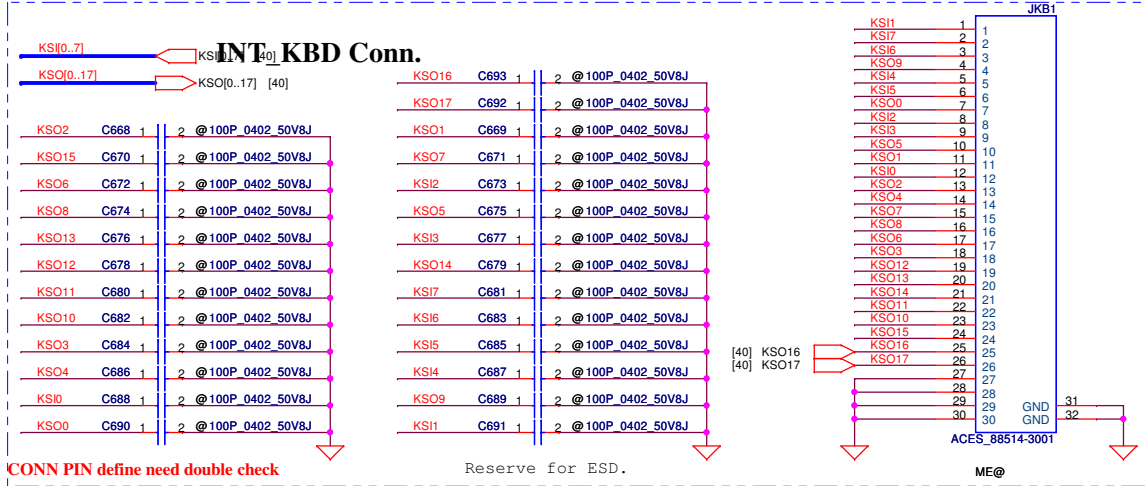 INT_KBD Conn.
KSI[0..7] KSI[0..7] [40]
KSO[0..17] KSO[0..17] [40]
KSO2 C668 1 2 @100P_0402_50V8J
KSO15 C670 1 2 @100P_0402_50V8J
KSO6 C672 1 2 @100P_0402_50V8J
KSO8 C674 1 2 @100P_0402_50V8J
KSO13 C676 1 2 @100P_0402_50V8J
KSO12 C678 1 2 @100P_0402_50V8J
KSO11 C680 1 2 @100P_0402_50V8J
KSO10 C682 1 2 @100P_0402_50V8J
KSO3 C684 1 2 @100P_0402_50V8J
KSO4 C686 1 2 @100P_0402_50V8J
KSI0 C688 1 2 @100P_0402_50V8J
KSO0 C690 1 2 @100P_0402_50V8J
CONN PIN define need double check
KSO16 C693 1 2 @100P_0402_50V8J
KSO17 C692 1 2 @100P_0402_50V8J
KSO1 C669 1 2 @100P_0402_50V8J
KSO7 C671 1 2 @100P_0402_50V8J
KSI2 C673 1 2 @100P_0402_50V8J
KSO5 C675 1 2 @100P_0402_50V8J
KSI3 C677 1 2 @100P_0402_50V8J
KSO14 C679 1 2 @100P_0402_50V8J
KSI7 C681 1 2 @100P_0402_50V8J
KSI6 C683 1 2 @100P_0402_50V8J
KSI5 C685 1 2 @100P_0402_50V8J
KSI4 C687 1 2 @100P_0402_50V8J
KSO9 C689 1 2 @100P_0402_50V8J
KSI1 C691 1 2 @100P_0402_50V8J
Reserve for ESD.
JKB1
KSI1 1 1
KSI7 2 2
KSI6 3 3
KSO9 4 4
KSI4 5 5
KSI5 6 6
KSO0 7 7
KSI2 8 8
KSI3 9 9
KSO5 10 10
KSO1 11 11
KSI0 12 12
KSO2 13 13
KSO4 14 14
KSO7 15 15
KSO8 16 16
KSO6 17 17
KSO3 18 18
KSO12 19 19
KSO13 20 20
KSO14 21 21
KSO11 22 22
KSO10 23 23
KSO15 24 24
[40] KSO16 KSO16 25 25
[40] KSO17 KSO17 26 26
27 27
28 28
29 29 GND 31
30 30 GND 32
ACES_88514-3001
ME@